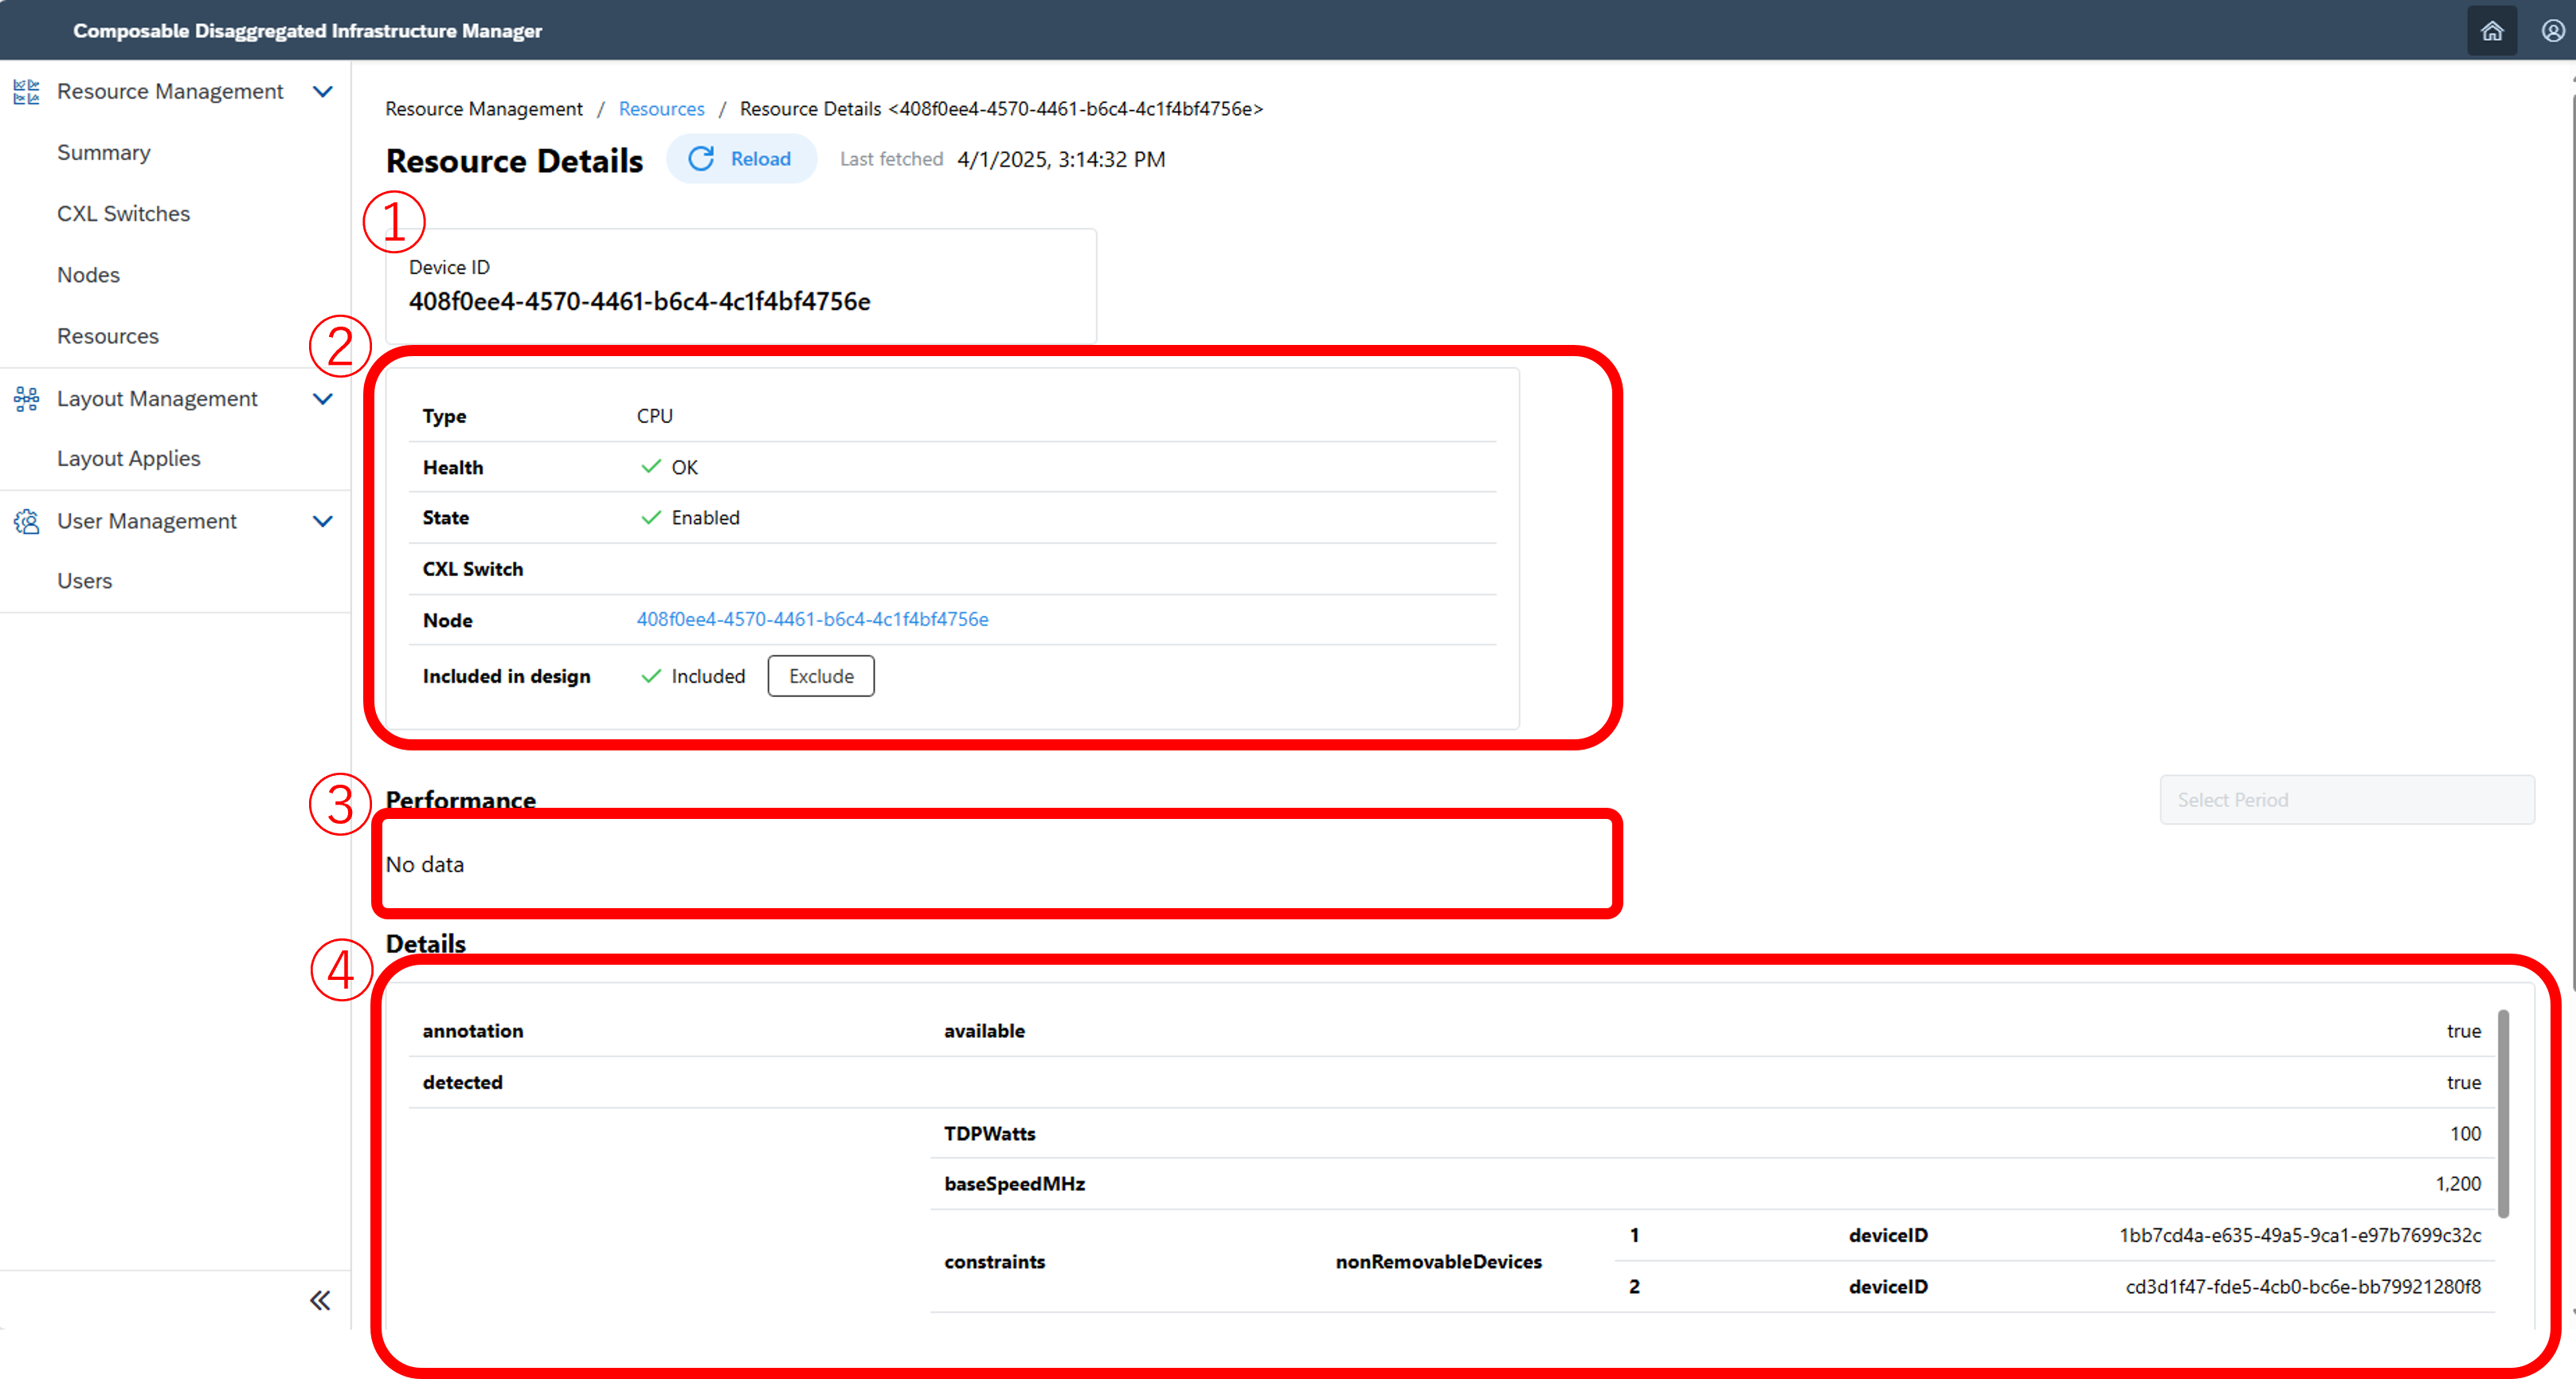 Composable Disaggregated Infrastructure Manager
Resource Management
Summary
CXL Switches
Nodes
Resources
Layout Management
Layout Applies
User Management
Users
Resource Management / Resources / Resource Details <408f0ee4-4570-4461-b6c4-4c1f4bf4756e>
Resource Details Reload Last fetched 4/1/2025, 3:14:32 PM
①
Device ID
408f0ee4-4570-4461-b6c4-4c1f4bf4756e
②
Type CPU
Health OK
State Enabled
CXL Switch
Node 408f0ee4-4570-4461-b6c4-4c1f4bf4756e
Included in design Included Exclude
③
Performance Select Period
No data
Details
④
annotation available true
detected true
TDPWatts 100
baseSpeedMHz 1,200
constraints nonRemovableDevices
1 deviceID 1bb7cd4a-e635-49a5-9ca1-e97b7699c32c
2 deviceID cd3d1f47-fde5-4cb0-bc6e-bb79921280f8